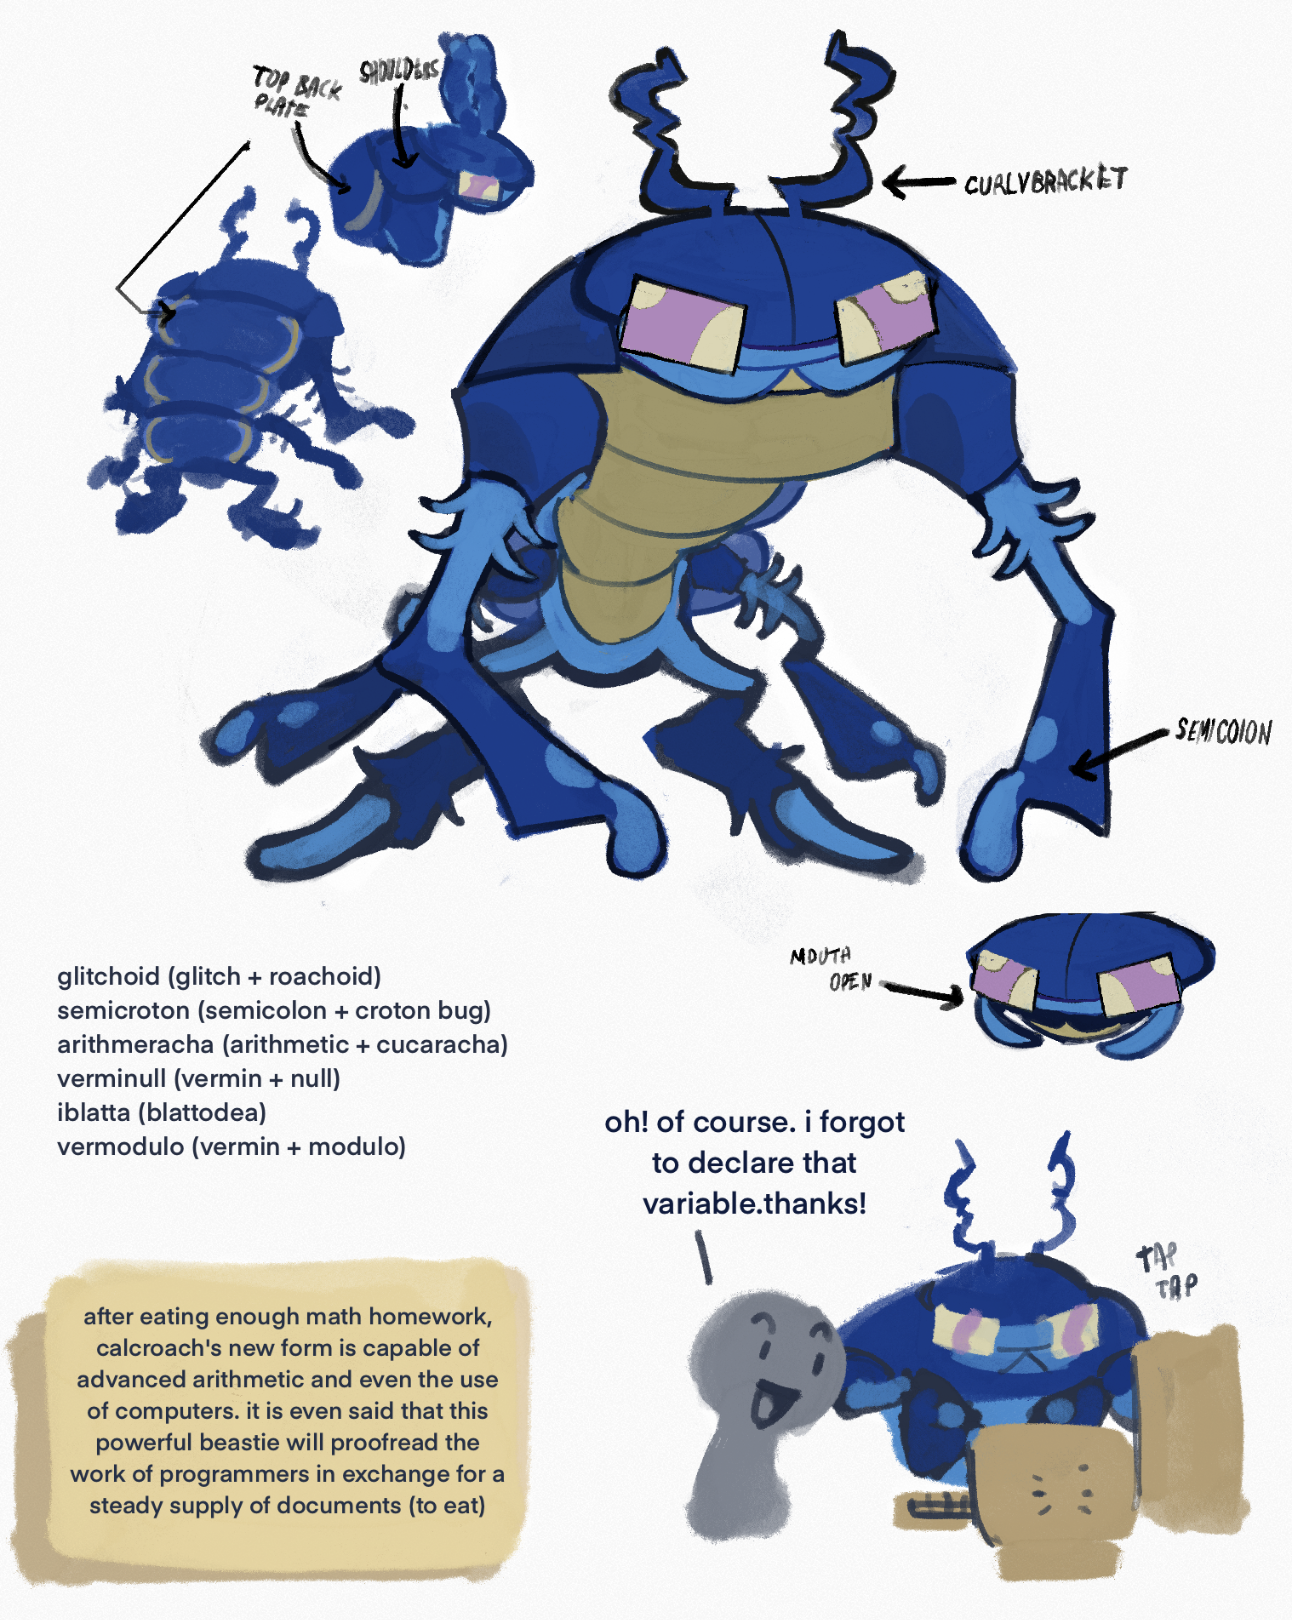 TOP BACK
PLATE
SHOULDERS
CURLYBRACKET
SEMICOLON
MOUTH
OPEN
glitchoid (glitch + roachoid)
semicroton (semicolon + croton bug)
arithmeracha (arithmetic + cucaracha)
verminull (vermin + null)
iblatta (blattodea)
vermodulo (vermin + modulo)
oh! of course. i forgot
to declare that
variable.thanks!
TAP
TAP
after eating enough math homework,
calcroach's new form is capable of
advanced arithmetic and even the use
of computers. it is even said that this
powerful beastie will proofread the
work of programmers in exchange for a
steady supply of documents (to eat)